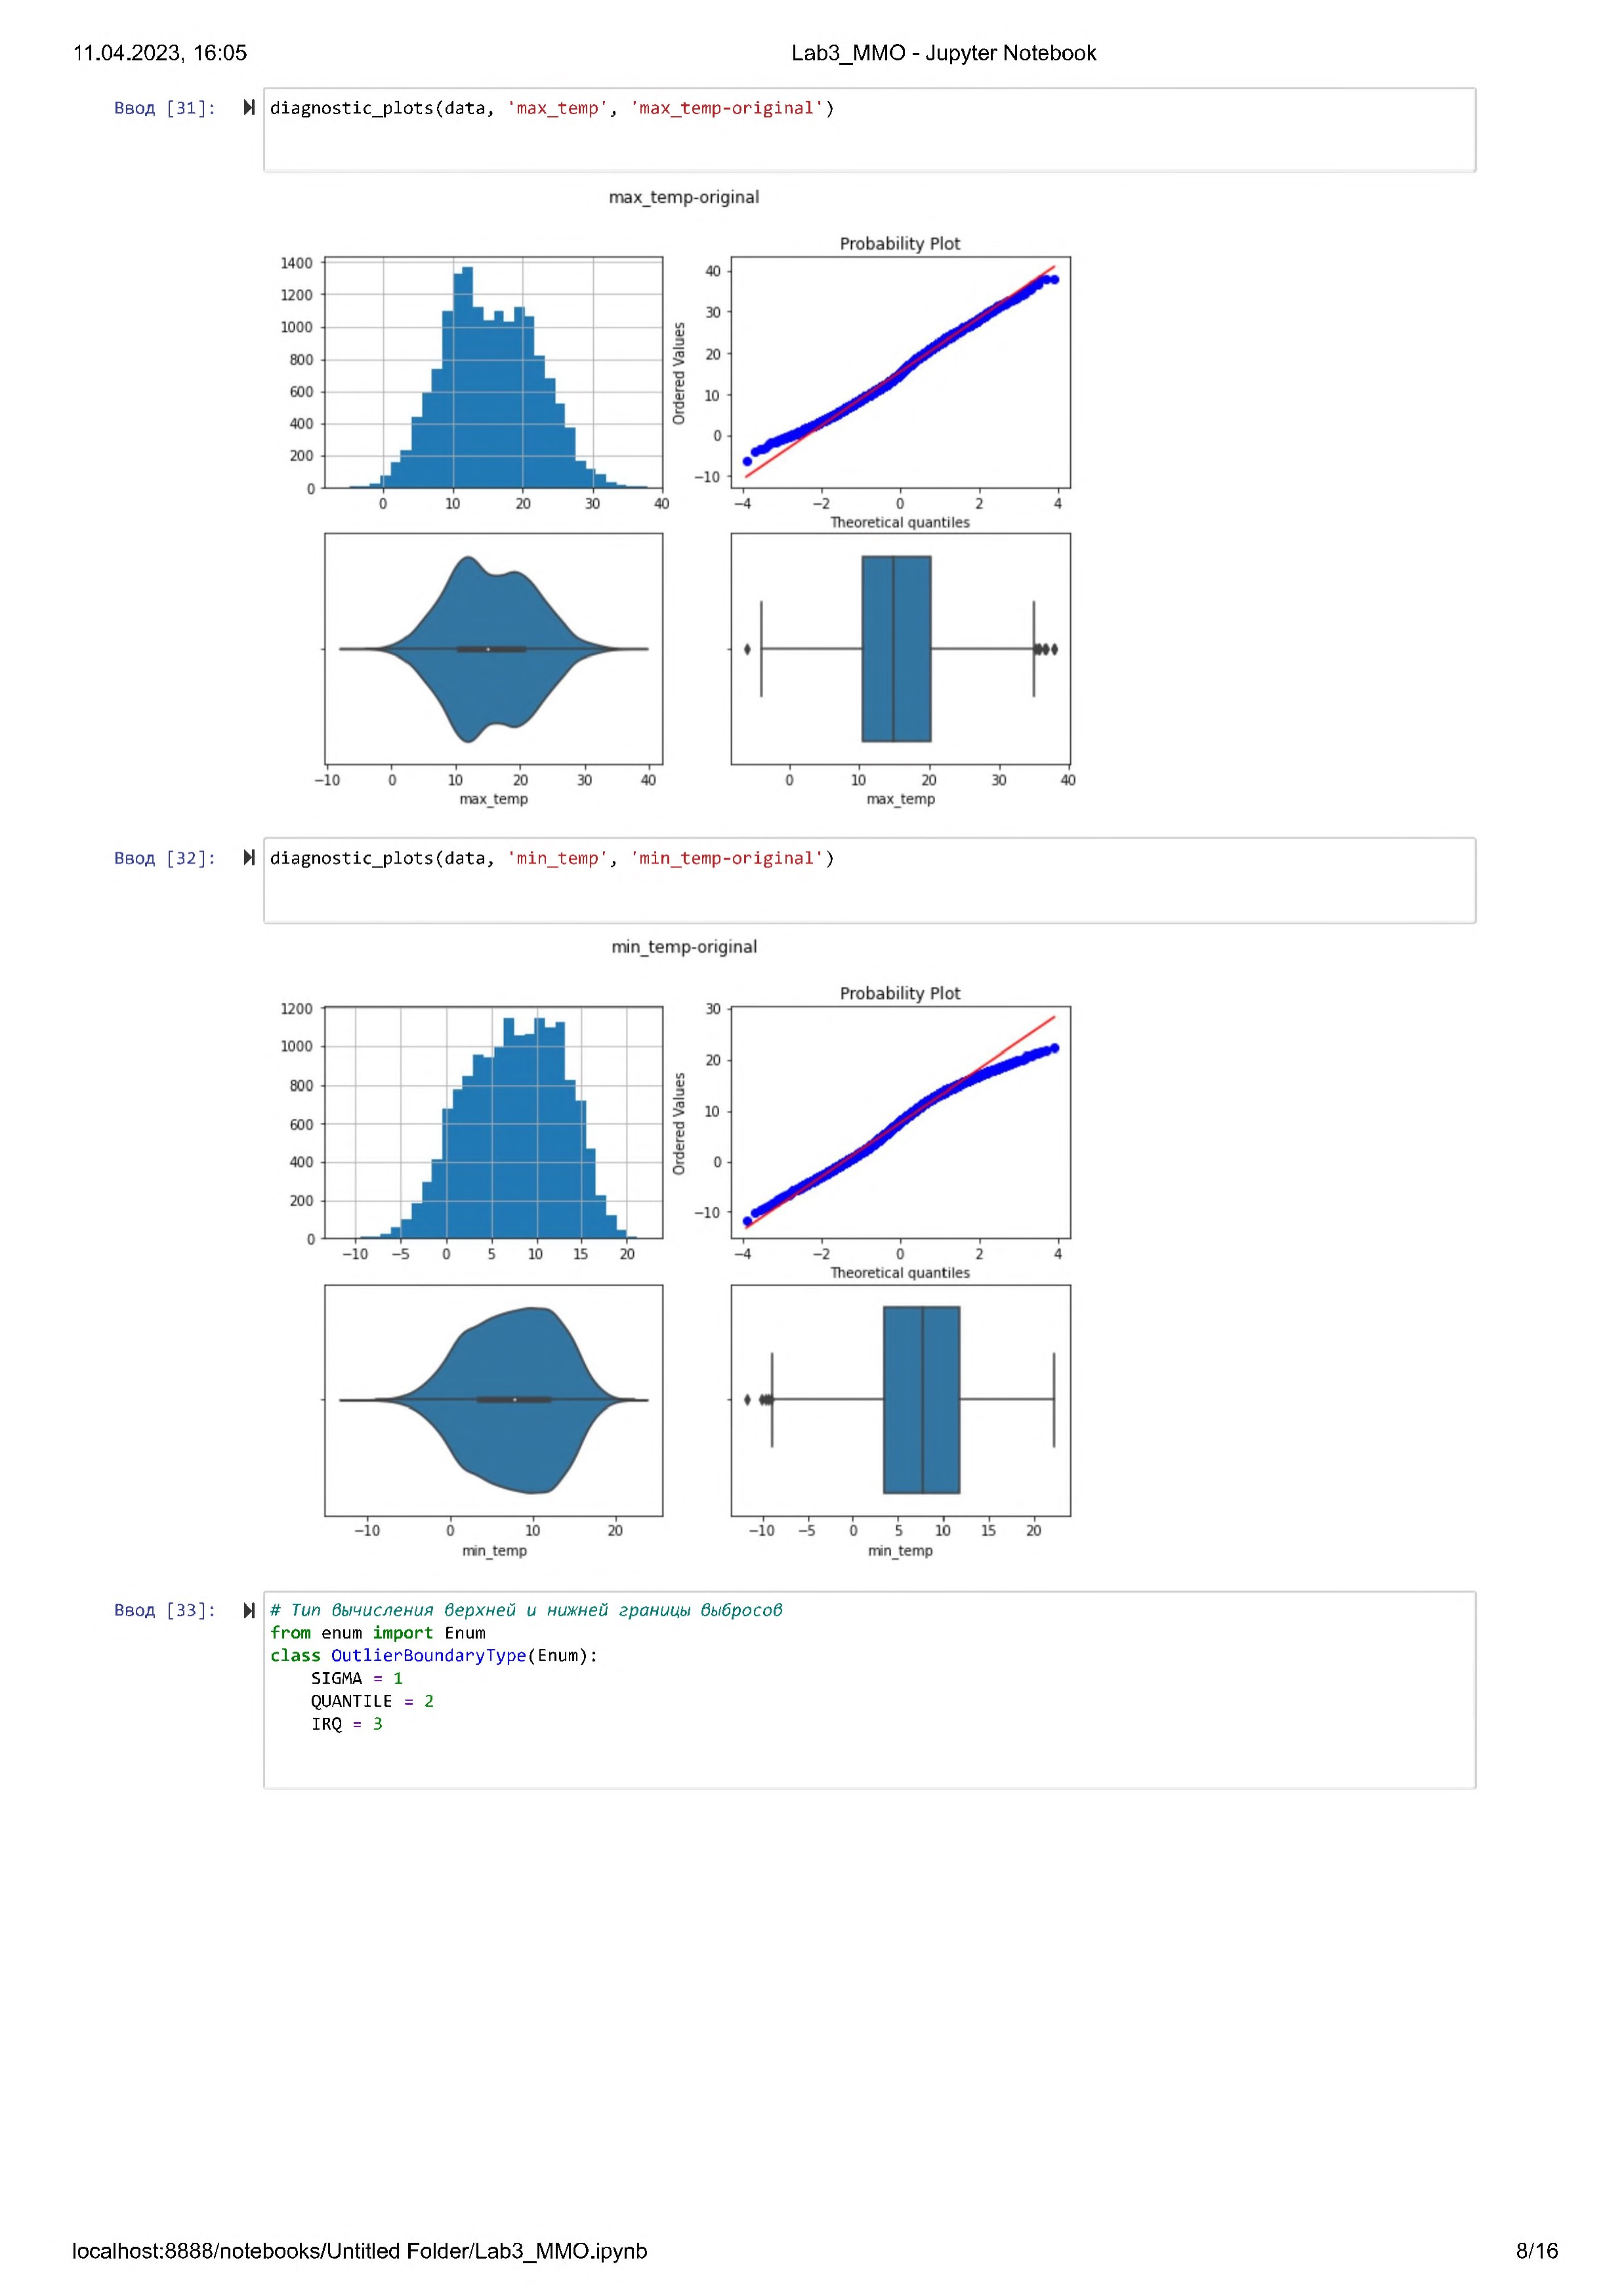 11.04.2023, 16:05
Lab3_MMO - Jupyter Notebook
Ввод [31]:
diagnostic_plots(data, 'max_temp', 'max_temp-original')
max_temp-original
1400
1200
1000
800
600
400
200
0
0 10 20 30 40
Probability Plot
Ordered Values
40
30
20
10
0
−10
−4 −2 0 2 4
Theoretical quantiles
−10 0 10 20 30 40
max_temp
0 10 20 30 40
max_temp
Ввод [32]:
diagnostic_plots(data, 'min_temp', 'min_temp-original')
min_temp-original
1200
1000
800
600
400
200
0
−10 −5 0 5 10 15 20
Probability Plot
Ordered Values
30
20
10
0
−10
−4 −2 0 2 4
Theoretical quantiles
−10 0 10 20
min_temp
−10 −5 0 5 10 15 20
min_temp
Ввод [33]:
# Тип вычисления верхней и нижней границы выбросов
from enum import Enum
class OutlierBoundaryType(Enum):
    SIGMA = 1
    QUANTILE = 2
    IRQ = 3
localhost:8888/notebooks/Untitled Folder/Lab3_MMO.ipynb
8/16